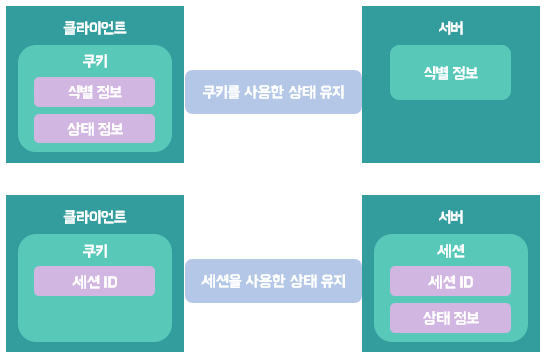 클라이언트
쿠키
식별 정보
상태 정보
쿠키를 사용한 상태 유지
서버
식별 정보
클라이언트
쿠키
세션 ID
세션을 사용한 상태 유지
서버
세션
세션 ID
상태 정보